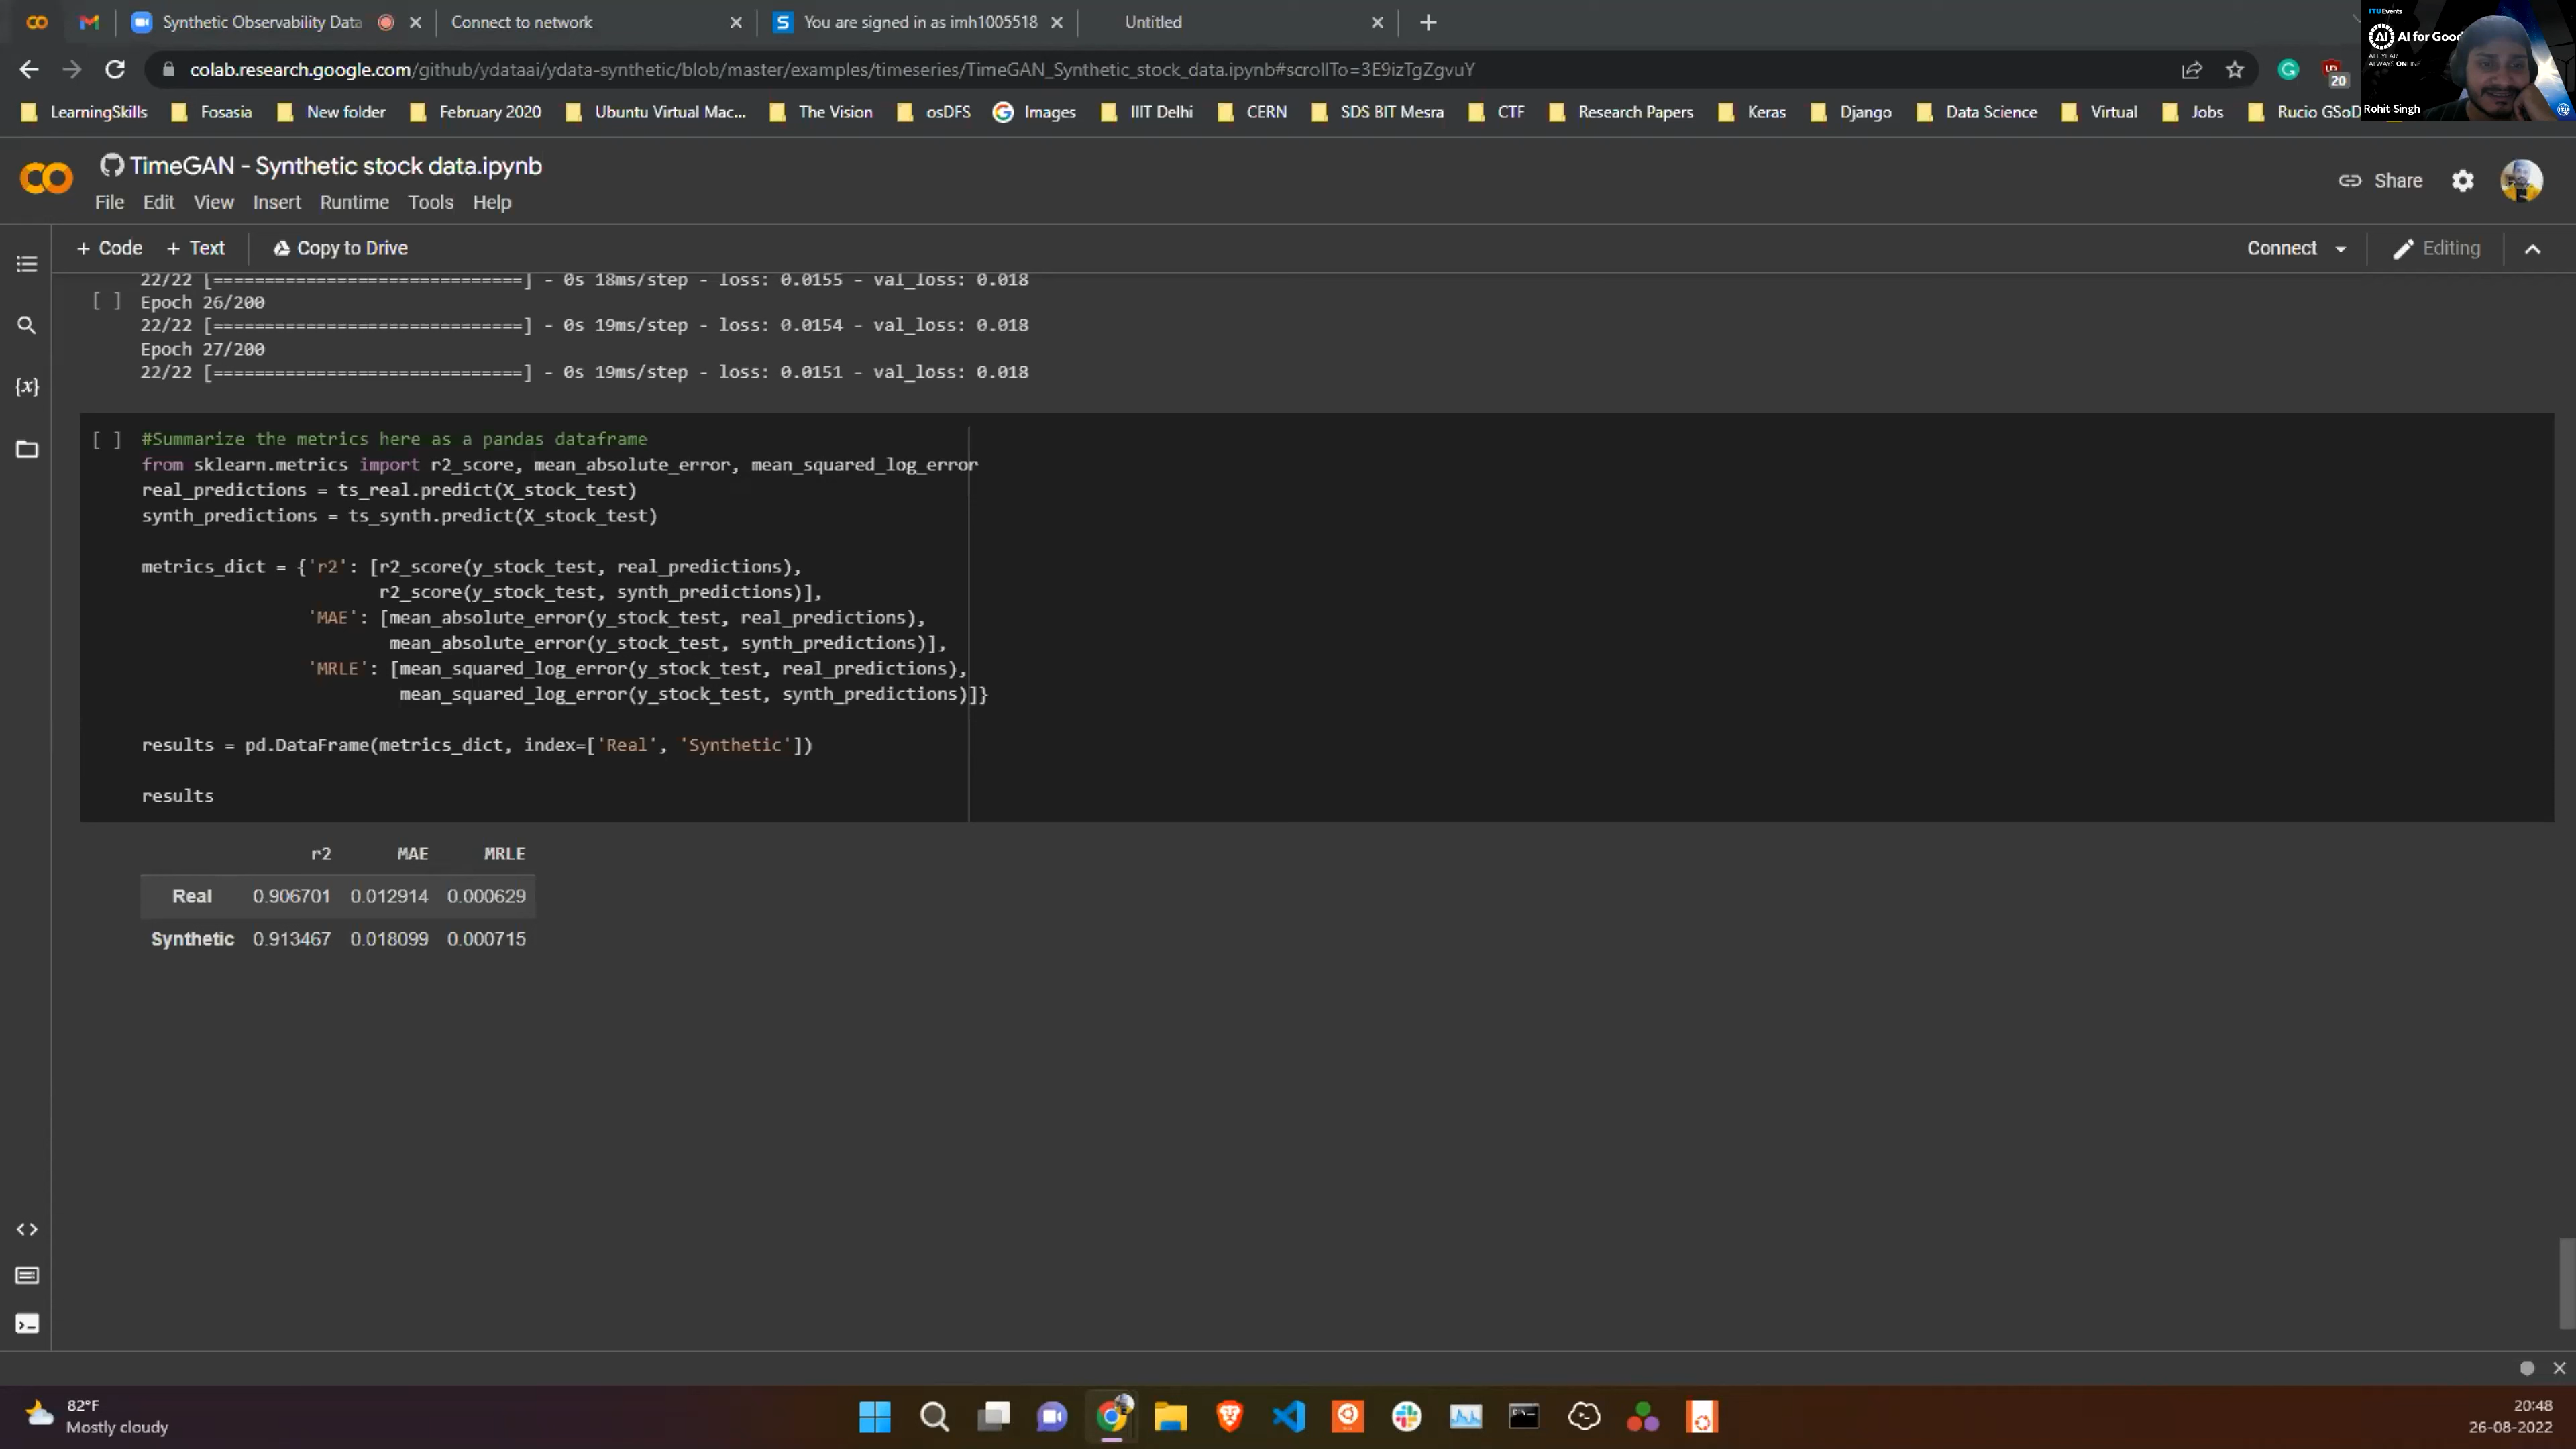 Synthetic Observability Data
Connect to network
S You are signed in as imh1005518
Untitled
ITUEvents
AI AI for Good
ALL YEAR
ALWAYS ONLINE
Rohit Singh
colab.research.google.com/github/ydataai/ydata-synthetic/blob/master/examples/timeseries/TimeGAN_Synthetic_stock_data.ipynb#scrollTo=3E9izTgZgvuY
20
LearningSkills Fosasia New folder February 2020 Ubuntu Virtual Mac... The Vision osDFS Images IIIT Delhi CERN SDS BIT Mesra CTF Research Papers Keras Django Data Science Virtual Jobs Rucio GSoD
TimeGAN - Synthetic stock data.ipynb
File Edit View Insert Runtime Tools Help
Share
+ Code + Text Copy to Drive
Connect Editing
22/22 [==============================] - 0s 18ms/step - loss: 0.0155 - val_loss: 0.018
[ ] Epoch 26/200
22/22 [==============================] - 0s 19ms/step - loss: 0.0154 - val_loss: 0.018
Epoch 27/200
22/22 [==============================] - 0s 19ms/step - loss: 0.0151 - val_loss: 0.018
{x}
[ ] #Summarize the metrics here as a pandas dataframe
from sklearn.metrics import r2_score, mean_absolute_error, mean_squared_log_error
real_predictions = ts_real.predict(X_stock_test)
synth_predictions = ts_synth.predict(X_stock_test)
metrics_dict = {'r2': [r2_score(y_stock_test, real_predictions),
r2_score(y_stock_test, synth_predictions)],
'MAE': [mean_absolute_error(y_stock_test, real_predictions),
mean_absolute_error(y_stock_test, synth_predictions)],
'MRLE': [mean_squared_log_error(y_stock_test, real_predictions),
mean_squared_log_error(y_stock_test, synth_predictions)]}
results = pd.DataFrame(metrics_dict, index=['Real', 'Synthetic'])
results
r2 MAE MRLE
Real 0.906701 0.012914 0.000629
Synthetic 0.913467 0.018099 0.000715
82°F
Mostly cloudy
20:48
26-08-2022